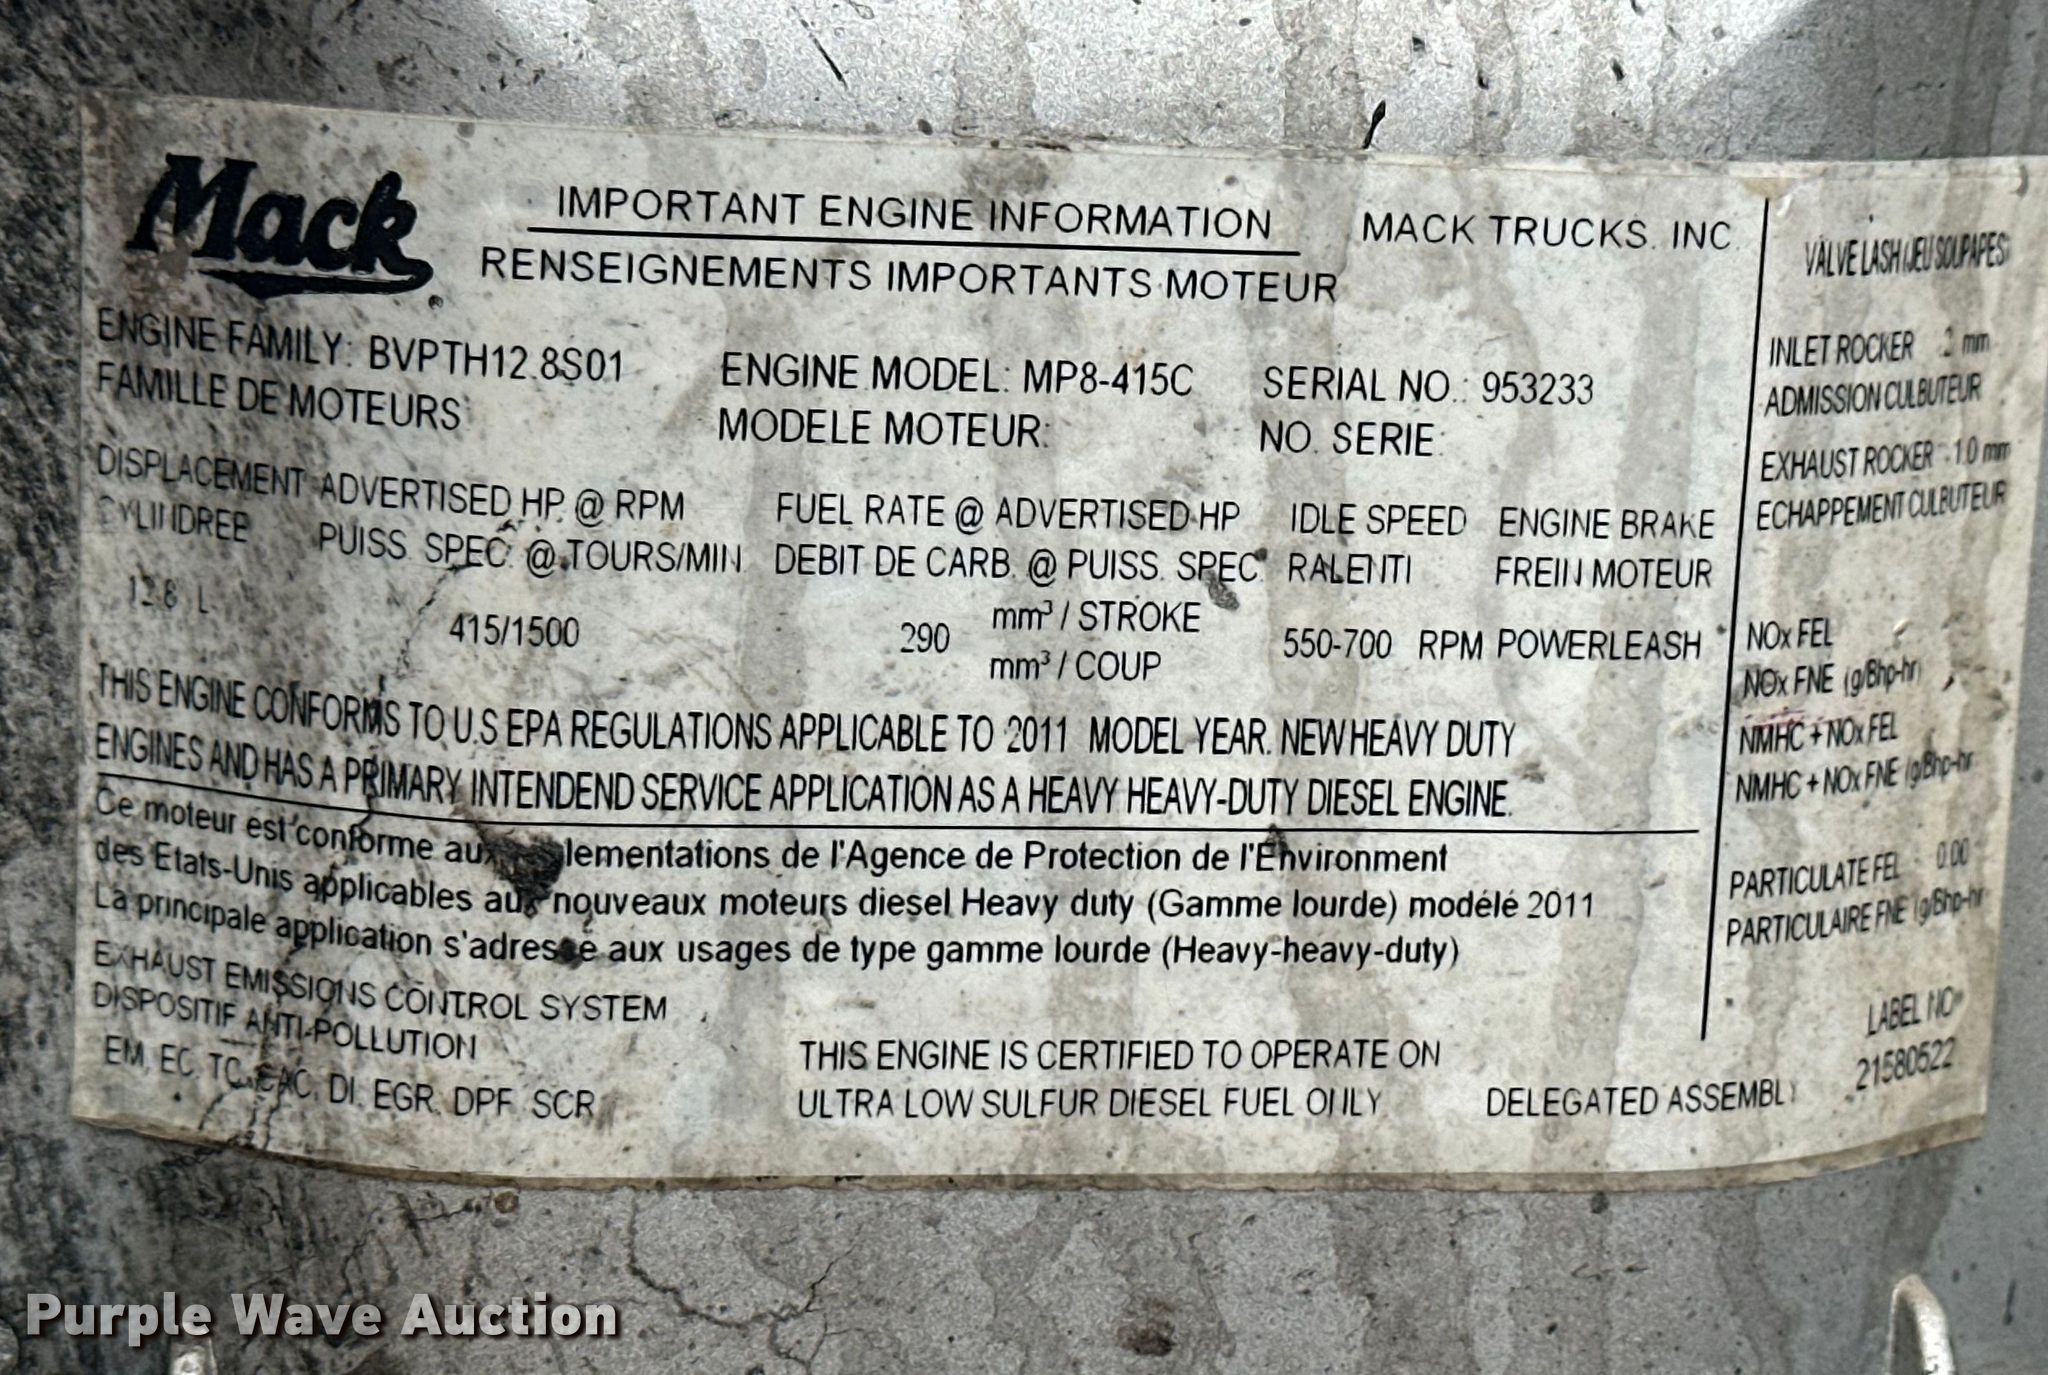 Mack
IMPORTANT ENGINE INFORMATION
MACK TRUCKS. INC.
RENSEIGNEMENTS IMPORTANTS MOTEUR
ENGINE FAMILY: BVPTH12.8S01
FAMILLE DE MOTEURS
ENGINE MODEL: MP8-415C
MODELE MOTEUR:
SERIAL NO.: 953233
NO. SERIE:
DISPLACEMENT
CYLINDREE
12.8 L
ADVERTISED HP @ RPM
PUISS. SPEC. @ TOURS/MIN
415/1500
FUEL RATE @ ADVERTISED HP
DEBIT DE CARB. @ PUISS. SPEC.
290
mm³ / STROKE
mm³ / COUP
IDLE SPEED
RALENTI
550-700 RPM
ENGINE BRAKE
FREIN MOTEUR
POWERLEASH
THIS ENGINE CONFORMS TO U.S EPA REGULATIONS APPLICABLE TO 2011 MODEL YEAR. NEW HEAVY DUTY
ENGINES AND HAS A PRIMARY INTENDEND SERVICE APPLICATION AS A HEAVY HEAVY-DUTY DIESEL ENGINE.
Ce moteur est conforme aux lementations de l'Agence de Protection de l'Environment
des Etats-Unis applicables aux nouveaux moteurs diesel Heavy duty (Gamme lourde) modélé 2011
La principale application s'adresse aux usages de type gamme lourde (Heavy-heavy-duty)
EXHAUST EMISSIONS CONTROL SYSTEM
DISPOSITIF ANTI-POLLUTION
EM, EC, TC, CAC, DI, EGR, DPF, SCR
THIS ENGINE IS CERTIFIED TO OPERATE ON
ULTRA LOW SULFUR DIESEL FUEL ONLY
DELEGATED ASSEMBLY
VALVE LASH (JEU SOUPAPES)
INLET ROCKER .2 mm
ADMISSION CULBUTEUR
EXHAUST ROCKER 1.0 mm
ECHAPPEMENT CULBUTEUR
NOx FEL
NOx FNE (g/Bhp-hr)
NMHC + NOx FEL
NMHC + NOx FNE (g/Bhp-hr
PARTICULATE FEL 0.00
PARTICULAIRE FNE (g/Bhp-hr
LABEL NO
21580522
Purple Wave Auction